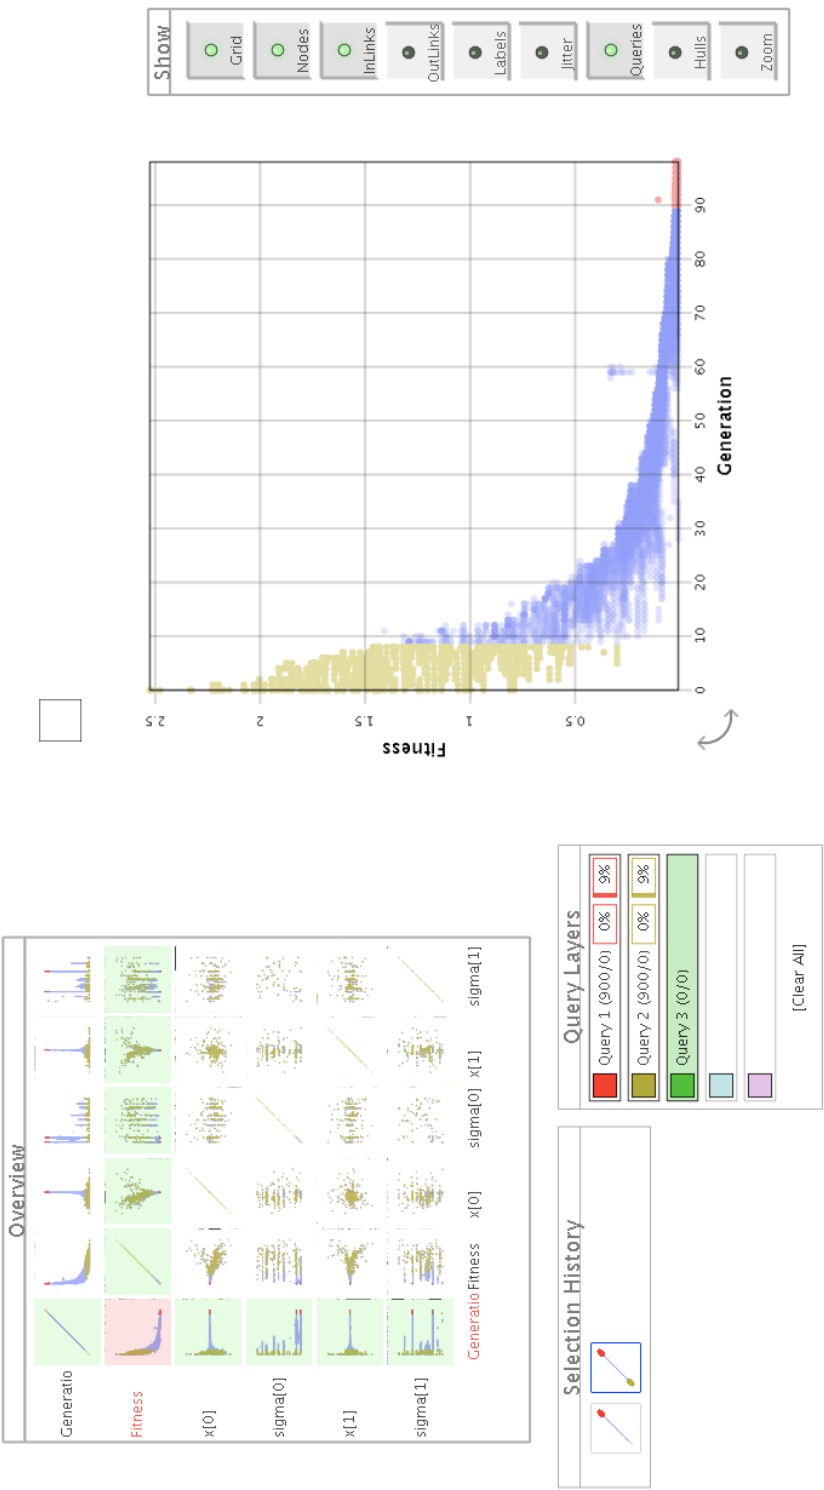 Overview
Generatio
Fitness
x[0]
sigma[0]
x[1]
sigma[1]
Generatio
Fitness
x[0]
sigma[0]
x[1]
sigma[1]
Selection History
Query Layers
Query 1 (900/0)
0%
9%
Query 2 (900/0)
0%
9%
Query 3 (0/0)
[Clear All]
Fitness
2.5
2
1.5
1
0.5
0
10
20
30
40
50
60
70
80
90
Generation
Show
Grid
Nodes
InLinks
OutLinks
Labels
Jitter
Queries
Hulls
Zoom